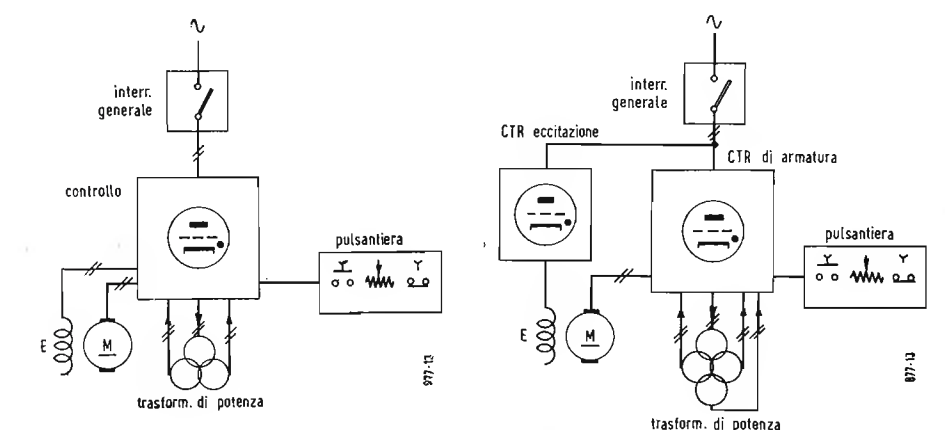 interr.
generale
controllo
pulsantiera
E
M
trasform. di potenza
977-13
interr.
generale
CTR eccitazione
CTR di armatura
pulsantiera
E
M
trasform. di potenza
877-13